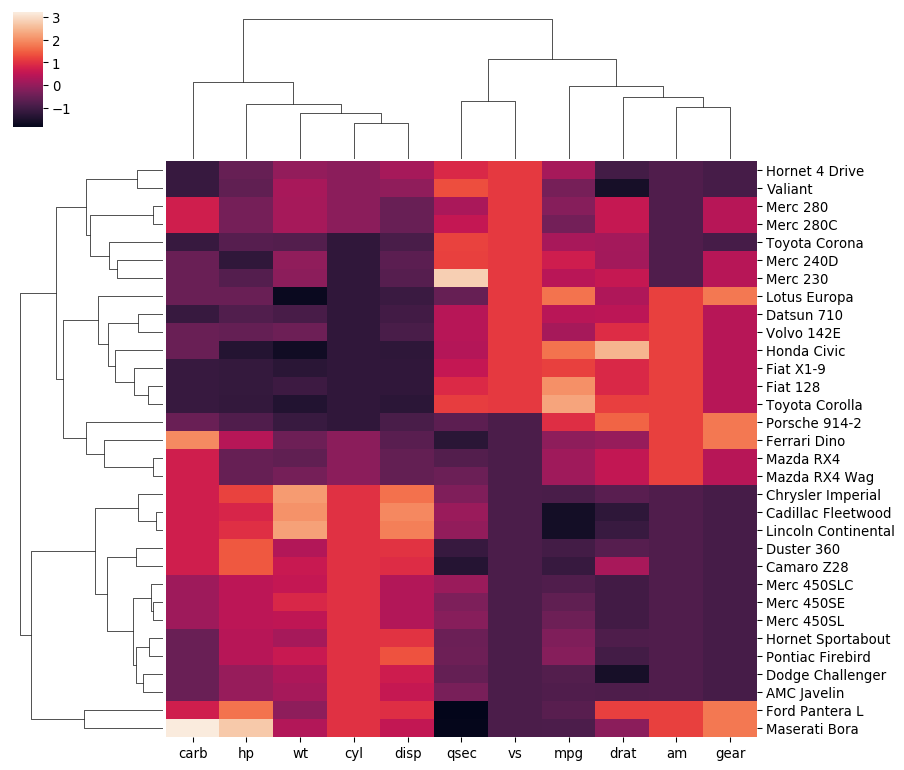 3
2
1
0
−1
Hornet 4 Drive
Valiant
Merc 280
Merc 280C
Toyota Corona
Merc 240D
Merc 230
Lotus Europa
Datsun 710
Volvo 142E
Honda Civic
Fiat X1-9
Fiat 128
Toyota Corolla
Porsche 914-2
Ferrari Dino
Mazda RX4
Mazda RX4 Wag
Chrysler Imperial
Cadillac Fleetwood
Lincoln Continental
Duster 360
Camaro Z28
Merc 450SLC
Merc 450SE
Merc 450SL
Hornet Sportabout
Pontiac Firebird
Dodge Challenger
AMC Javelin
Ford Pantera L
Maserati Bora
carb hp wt cyl disp qsec vs mpg drat am gear